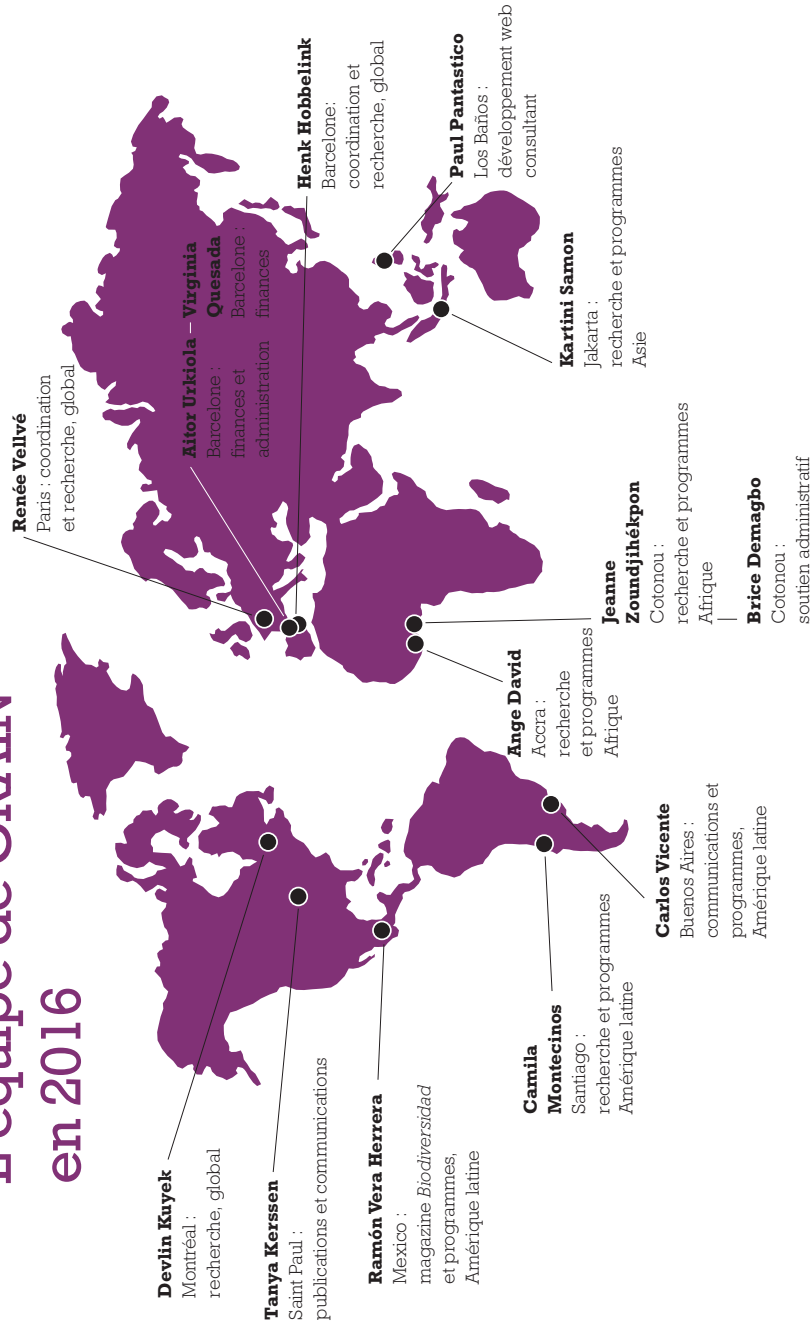 L'équipe de GRAIN
en 2016
Devlin Kuyek
Montréal :
recherche, global
Tanya Kerssen
Saint Paul :
publications et communications
Ramón Vera Herrera
Mexico :
magazine Biodiversidad
et programmes,
Amérique latine
Camila
Montecinos
Santiago :
recherche et programmes
Amérique latine
Carlos Vicente
Buenos Aires :
communications et
programmes,
Amérique latine
Renée Vellvé
Paris : coordination
et recherche, global
Aitor Urkiola
Barcelone :
finances et
administration
Virginia
Quesada
Barcelone :
finances
Henk Hobbelink
Barcelone:
coordination et
recherche, global
Ange David
Accra :
recherche
et programmes
Afrique
Jeanne
Zoundjihékpon
Cotonou :
recherche et programmes
Afrique
Brice Demagbo
Cotonou :
soutien administratif
Paul Pantastico
Los Baños :
développement web
consultant
Kartini Samon
Jakarta :
recherche et programmes
Asie